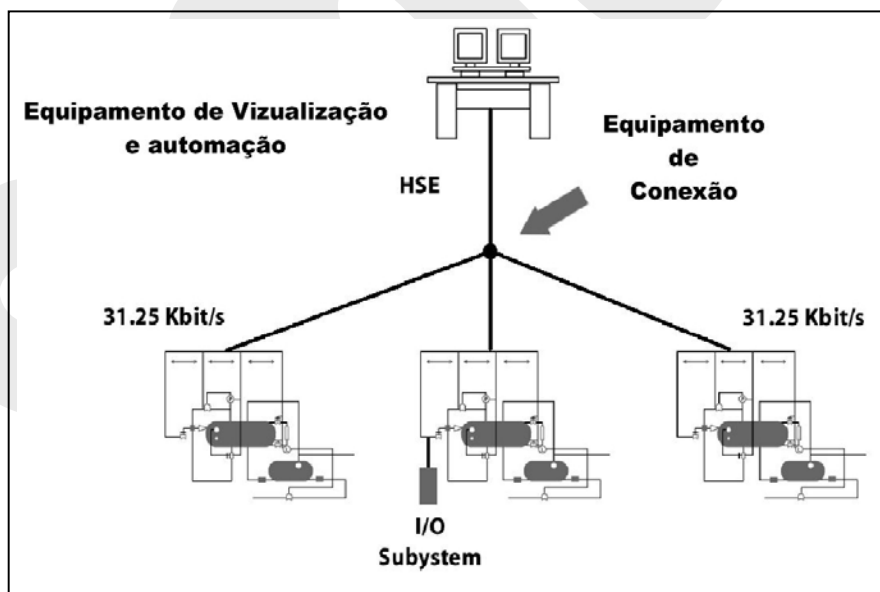 Equipamento de Vizualização
e automação
Equipamento
de
Conexão
HSE
31.25 Kbit/s
31.25 Kbit/s
I/O
Subystem